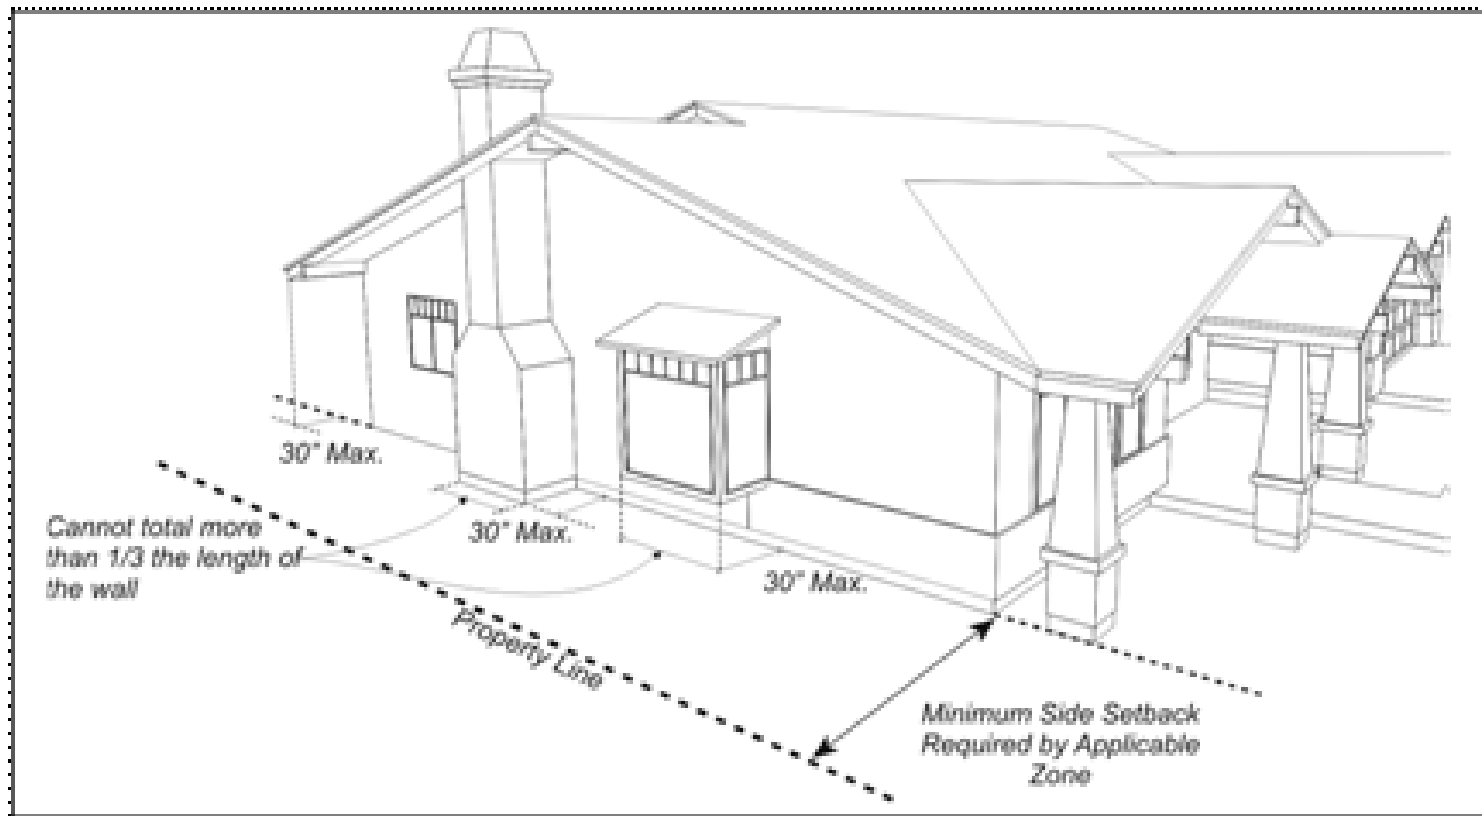 30" Max.
Cannot total more
than 1/3 the length of
the wall
30" Max.
30" Max.
Property Line
Minimum Side Setback
Required by Applicable
Zone